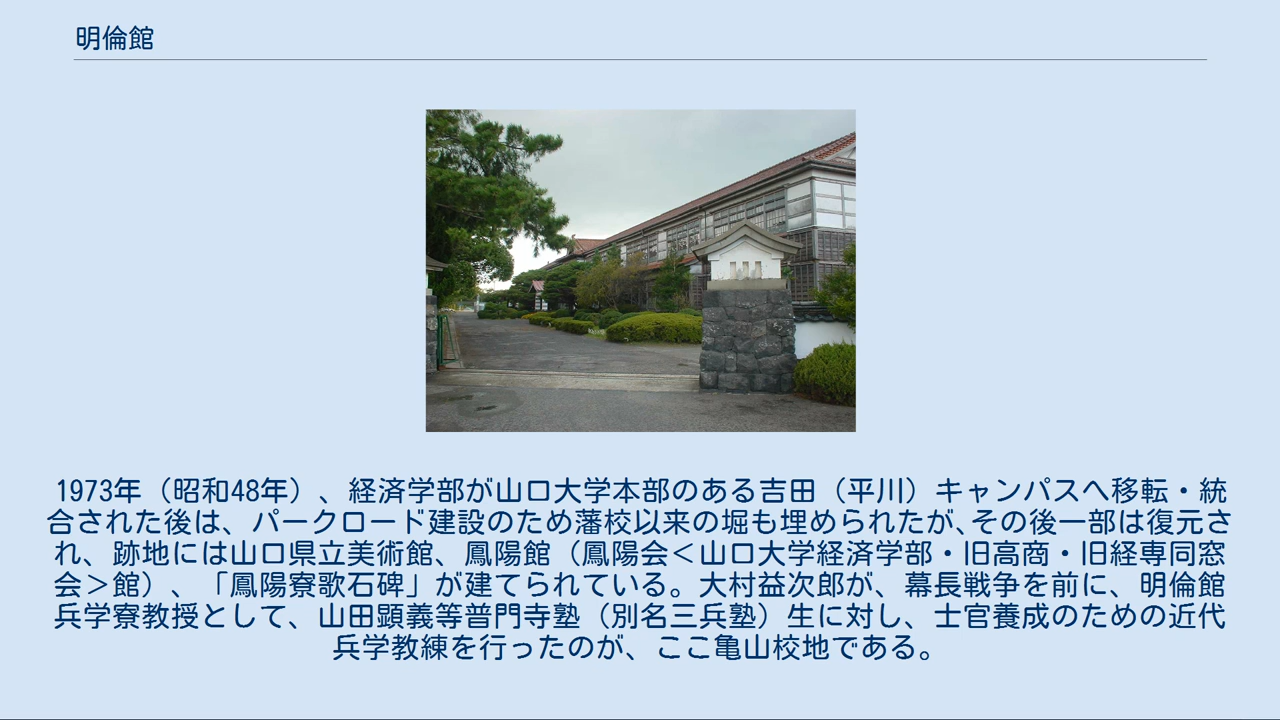 明倫館
1973年（昭和48年）、経済学部が山口大学本部のある吉田（平川）キャンパスへ移転・統
合された後は、パークロード建設のため藩校以来の堀も埋められたが､その後一部は復元さ
れ、跡地には山口県立美術館、鳳陽館（鳳陽会＜山口大学経済学部・旧高商・旧経専同窓
会＞館）、「鳳陽寮歌石碑」が建てられている。大村益次郎が、幕長戦争を前に、明倫館
兵学寮教授として、山田顕義等普門寺塾（別名三兵塾）生に対し、士官養成のための近代
兵学教練を行ったのが、ここ亀山校地である。